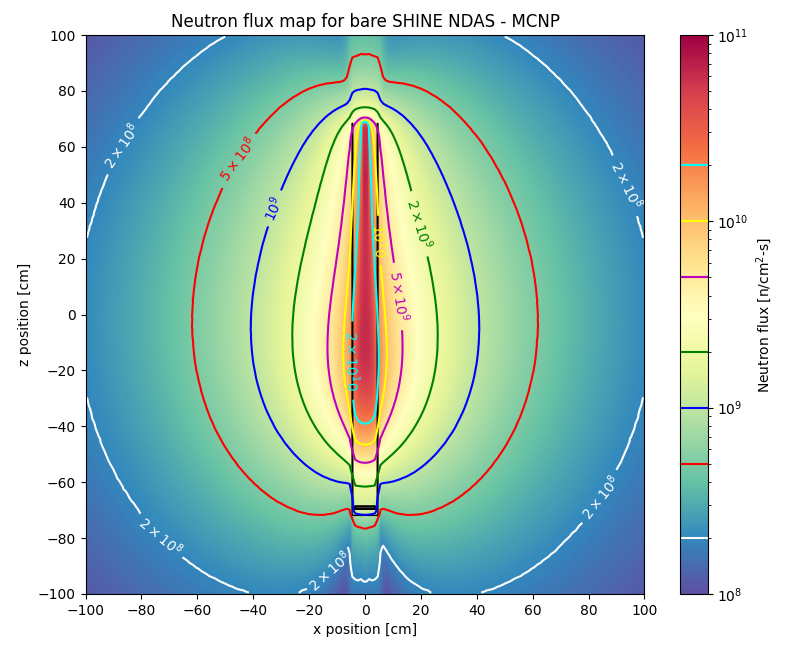 Neutron flux map for bare SHINE NDAS - MCNP
z position [cm]
100
80
60
40
20
0
−20
−40
−60
−80
−100
−100
−80
−60
−40
−20
0
20
40
60
80
100
x position [cm]
2 × 10⁸
5 × 10⁸
10⁹
2 × 10⁹
5 × 10⁹
10¹⁰
2 × 10¹⁰
2 × 10⁸
2 × 10⁸
2 × 10⁸
2 × 10⁸
10¹¹
10¹⁰
10⁹
10⁸
Neutron flux [n/cm²-s]